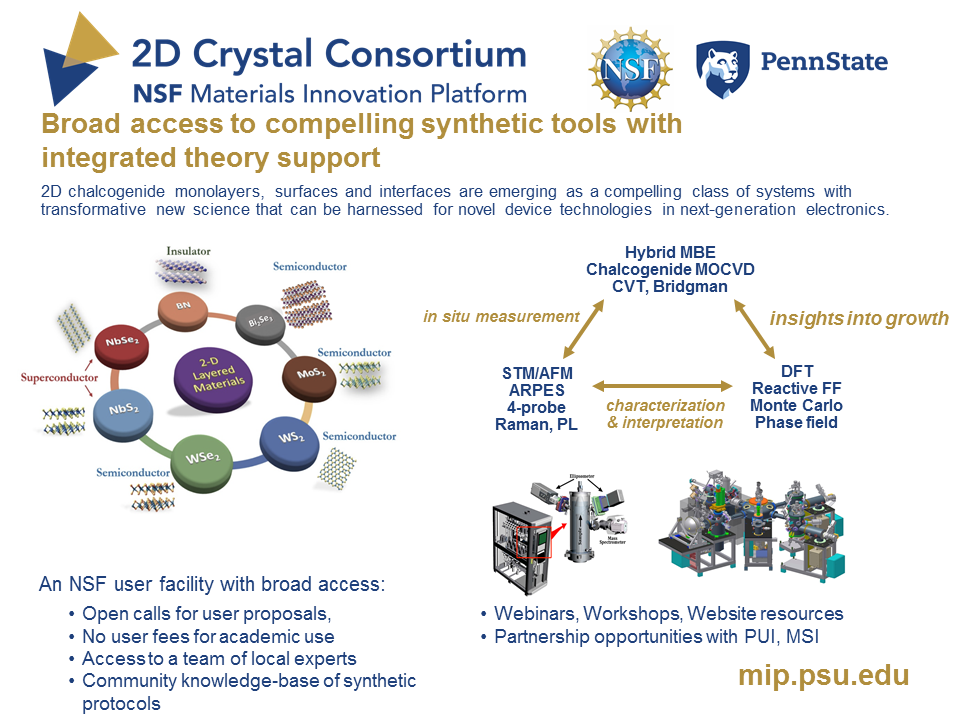 2D Crystal Consortium
NSF Materials Innovation Platform
NSF
PennState
Broad access to compelling synthetic tools with
integrated theory support
2D chalcogenide monolayers, surfaces and interfaces are emerging as a compelling class of systems with
transformative new science that can be harnessed for novel device technologies in next-generation electronics.
Insulator
Semiconductor
BN
Bi₂Se₃
NbSe₂
2-D
Layered
Materials
Semiconductor
MoS₂
Superconductor
NbS₂
WS₂
Semiconductor
WSe₂
Semiconductor
Hybrid MBE
Chalcogenide MOCVD
CVT, Bridgman
in situ measurement
insights into growth
STM/AFM
ARPES
4-probe
Raman, PL
characterization
& interpretation
DFT
Reactive FF
Monte Carlo
Phase field
Ellipsometer
Sample
Mass
Spectrometer
An NSF user facility with broad access:
• Open calls for user proposals,
• No user fees for academic use
• Access to a team of local experts
• Community knowledge-base of synthetic
protocols
• Webinars, Workshops, Website resources
• Partnership opportunities with PUI, MSI
mip.psu.edu